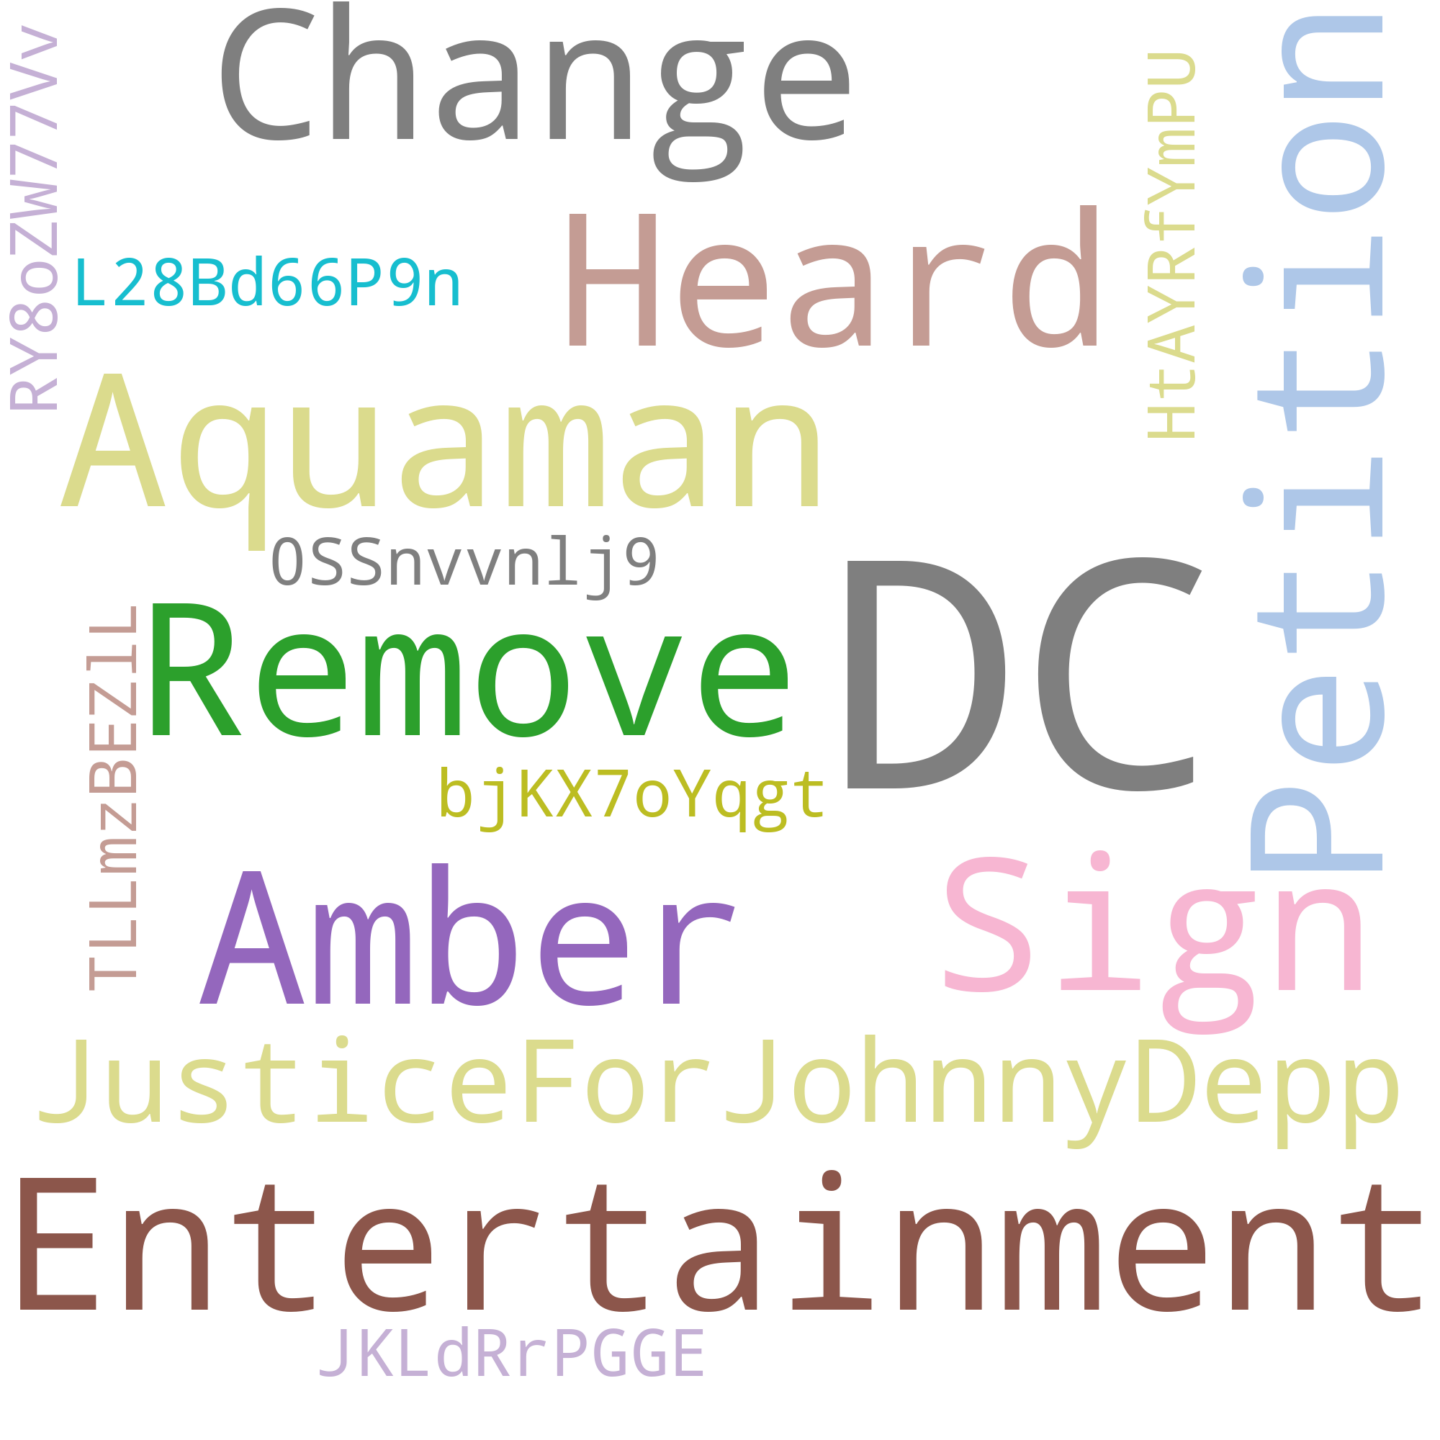 Change
RY8oZW77Vv
HtAYRfYmPU
Petition
Heard
L28Bd66P9n
Aquaman
0SSnvvnlj9
DC
Remove
TLLmzBEZlL
bjKX7oYqgt
Amber
Sign
JusticeForJohnnyDepp
Entertainment
JKLdRrPGGE